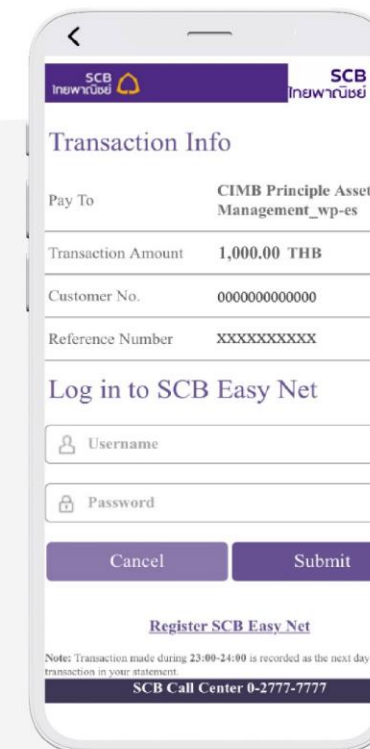 SCB
ไทยพาณิชย์
SCB
ไทยพาณิชย์
Transaction Info
Pay To
CIMB Principle Asset
Management_wp-es
Transaction Amount 1,000.00 THB
Customer No. 0000000000000
Reference Number XXXXXXXXXX
Log in to SCB Easy Net
Username
Password
Cancel Submit
Register SCB Easy Net
Note: Transaction made during 23:00-24:00 is recorded as the next day
transaction in your statement.
SCB Call Center 0-2777-7777